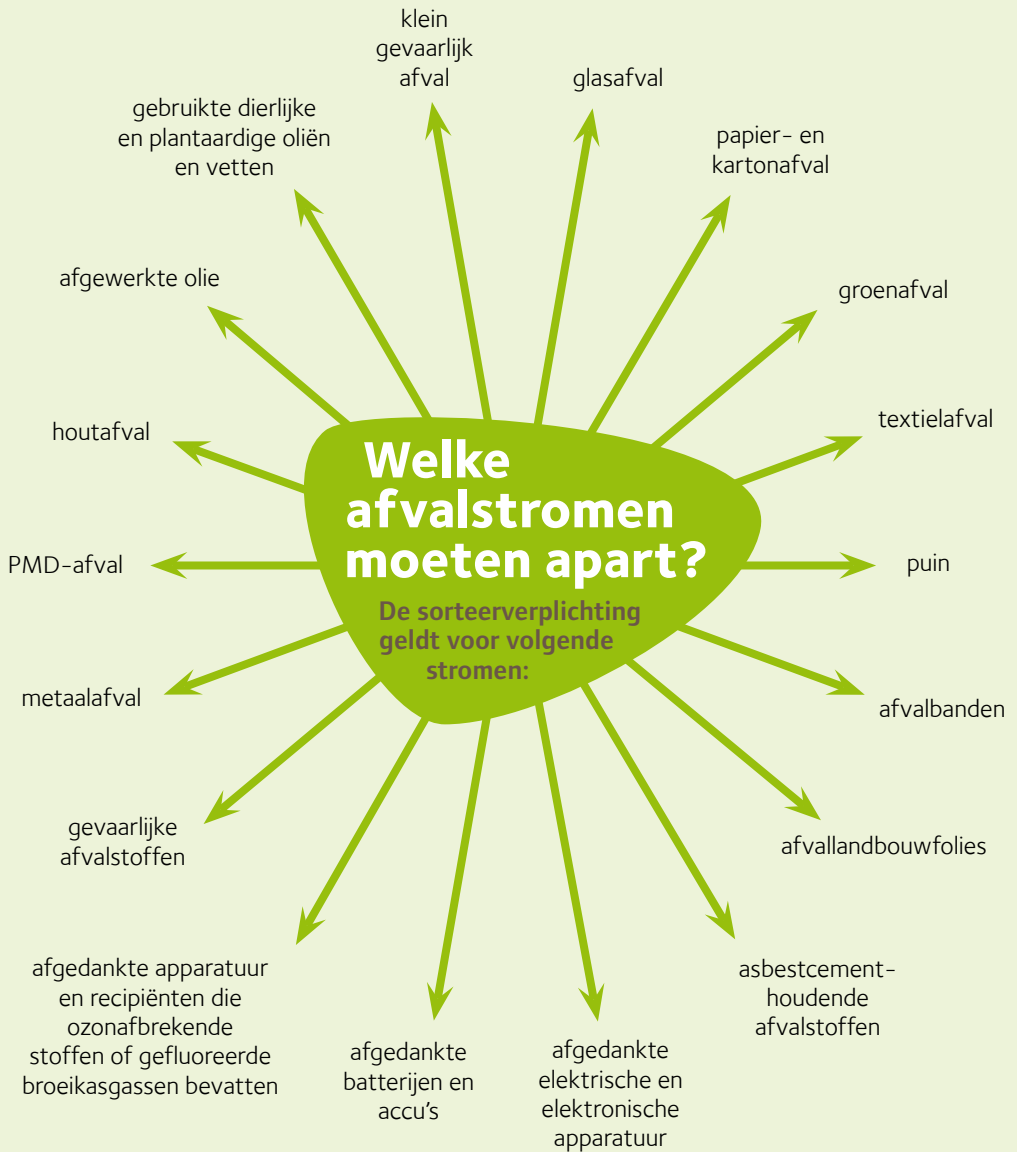 Welke
afvalstromen
moeten apart?
De sorteerverplichting
geldt voor volgende
stromen:
klein
gevaarlijk
afval
glasafval
papier- en
kartonafval
groenafval
textielafval
puin
afvalbanden
afvallandbouwfolies
asbestcement-
houdende
afvalstoffen
afgedankte
elektrische en
elektronische
apparatuur
afgedankte
batterijen en
accu's
afgedankte apparatuur
en recipiënten die
ozonafbrekende
stoffen of gefluoreerde
broeikasgassen bevatten
gevaarlijke
afvalstoffen
metaalafval
PMD-afval
houtafval
afgewerkte olie
gebruikte dierlijke
en plantaardige oliën
en vetten